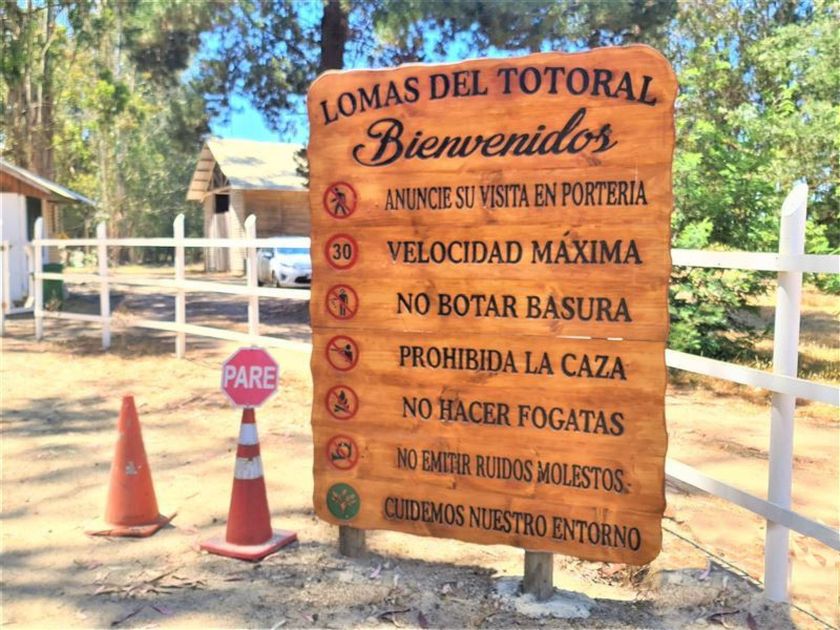 LOMAS DEL TOTORAL
Bienvenidos
ANUNCIE SU VISITA EN PORTERIA
30 VELOCIDAD MÁXIMA
NO BOTAR BASURA
PROHIBIDA LA CAZA
NO HACER FOGATAS
NO EMITIR RUIDOS MOLESTOS
CUIDEMOS NUESTRO ENTORNO
PARE